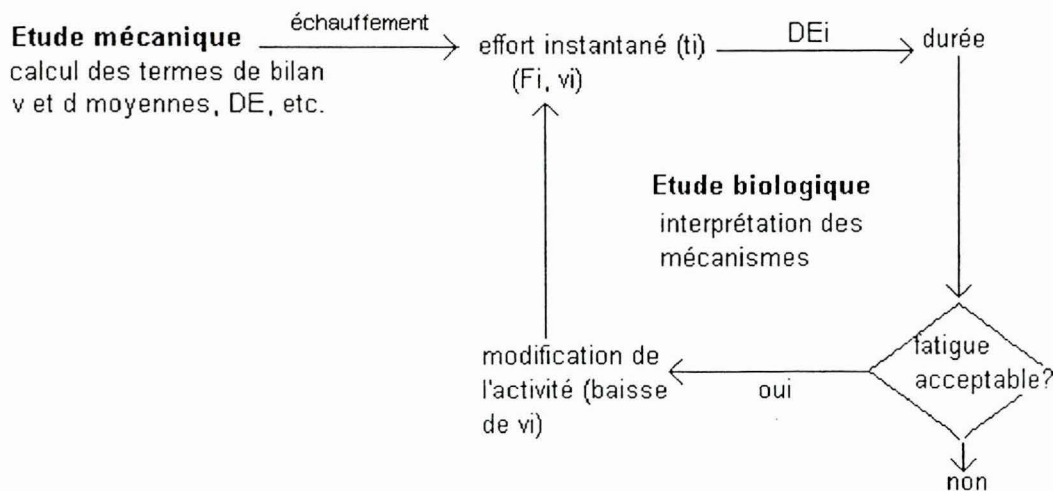 échauffement
Etude mécanique
calcul des termes de bilan
v et d moyennes, DE, etc.
effort instantané (ti)
(Fi, vi)
DEi
durée
Etude biologique
interprétation des
mécanismes
modification de
l'activité (baisse
de vi)
oui
fatigue
acceptable?
non